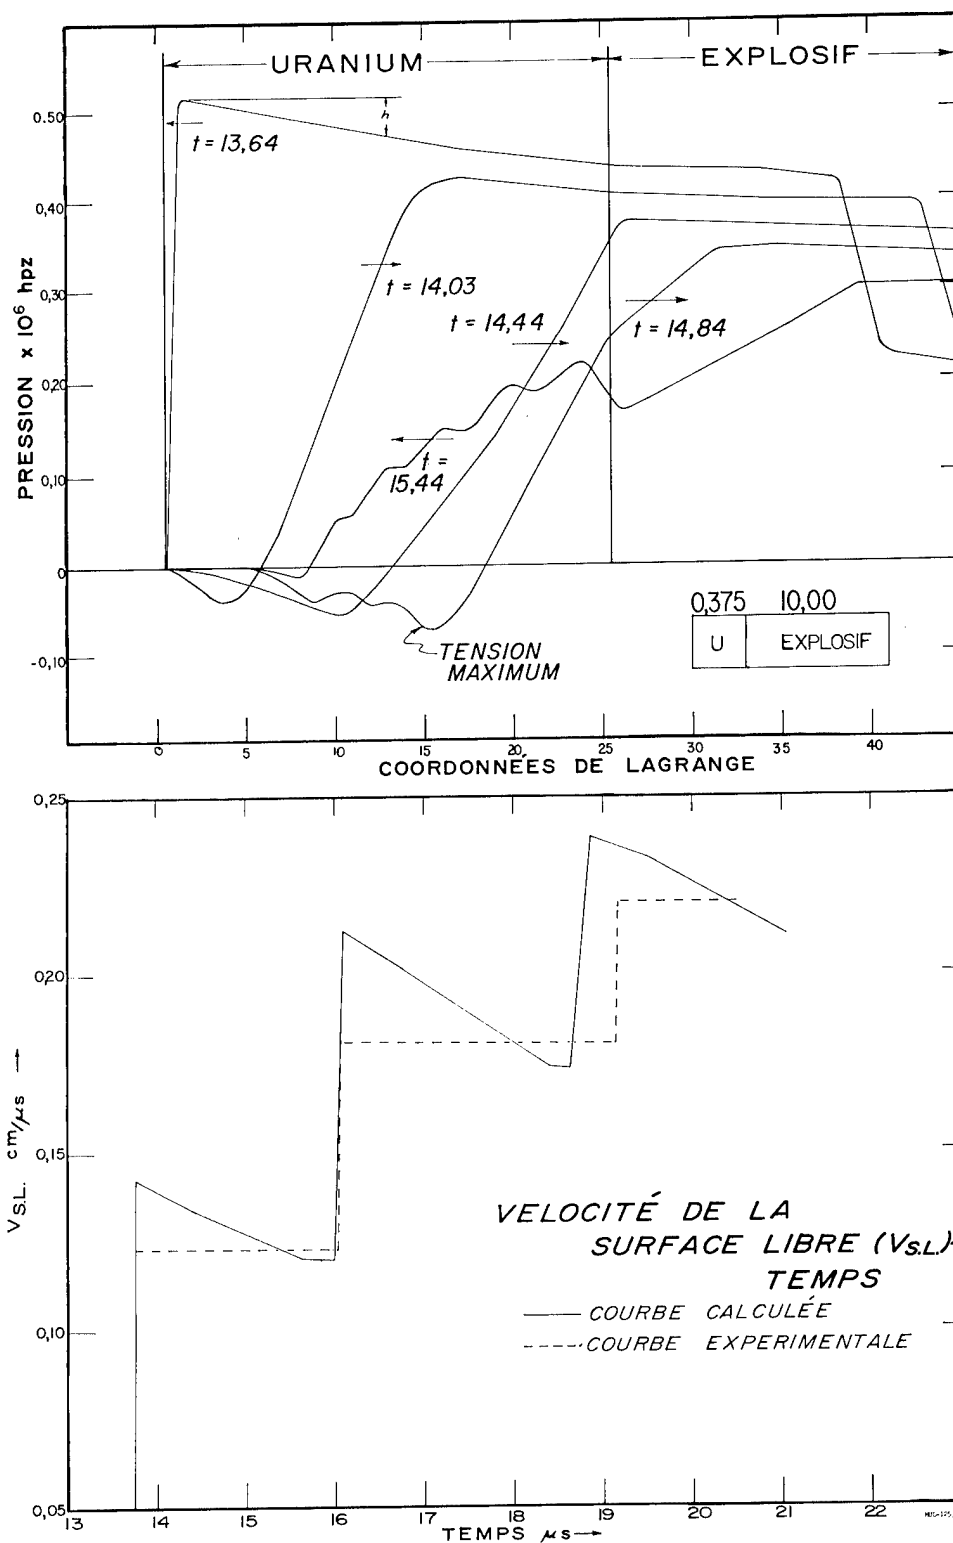 URANIUM
EXPLOSIF
h
t = 13,64
t = 14,03
t = 14,44
t = 14,84
t =
15,44
TENSION
MAXIMUM
0,375 10,00
U EXPLOSIF
PRESSION x 10⁶ hpz
0.50
0,40
0,30
0,20
0,10
0
-0,10
0 5 10 15 20 25 30 35 40
COORDONNÉES DE LAGRANGE
0,25
0,20
0,15
0,10
0,05
V S.L. cm/μs
VELOCITÉ DE LA
SURFACE LIBRE (VS.L.)-
TEMPS
COURBE CALCULÉE
COURBE EXPERIMENTALE
13 14 15 16 17 18 19 20 21 22
TEMPS μs